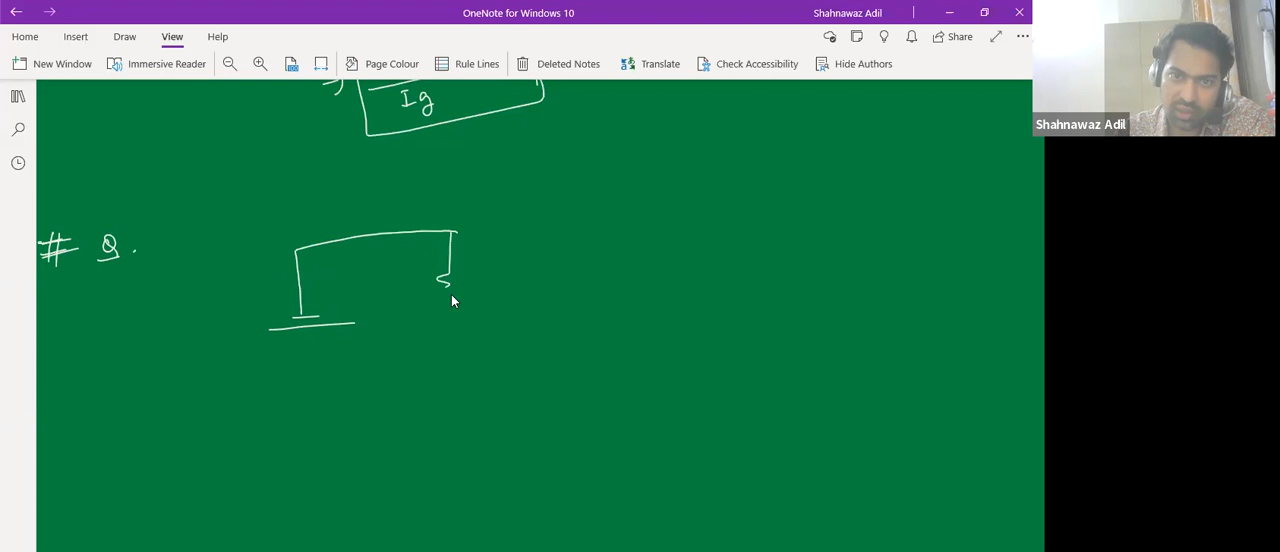 OneNote for Windows 10
Shahnawaz Adil
Home Insert Draw View Help
Share
New Window Immersive Reader Page Colour Rule Lines Deleted Notes Translate Check Accessibility Hide Authors
Ig
Shahnawaz Adil
# Q.